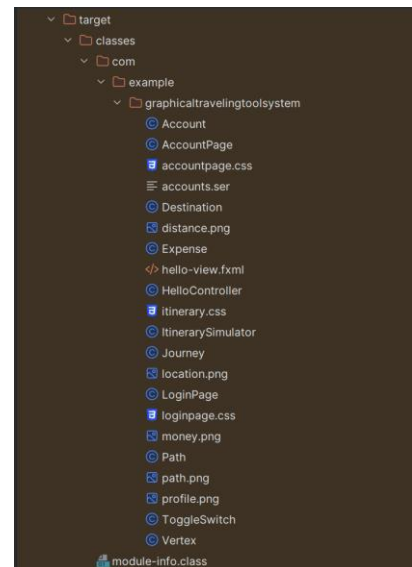 target
classes
com
example
graphicaltravelingtoolsystem
Account
AccountPage
accountpage.css
accounts.ser
Destination
distance.png
Expense
hello-view.fxml
HelloController
itinerary.css
ItinerarySimulator
Journey
location.png
LoginPage
loginpage.css
money.png
Path
path.png
profile.png
ToggleSwitch
Vertex
module-info.class